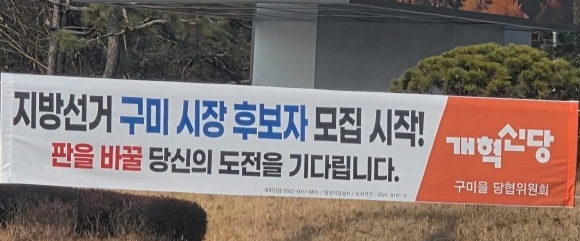 지방선거 구미 시장 후보자 모집 시작!
판을 바꿀 당신의 도전을 기다립니다.
개혁신당
구미을 당협위원회